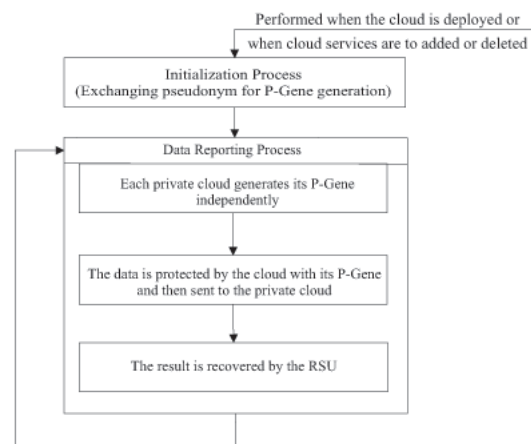 Performed when the cloud is deployed or
when cloud services are to added or deleted
Initialization Process
(Exchanging pseudonym for P-Gene generation)
Data Reporting Process
Each private cloud generates its P-Gene
independently
The data is protected by the cloud with its P-Gene
and then sent to the private cloud
The result is recovered by the RSU